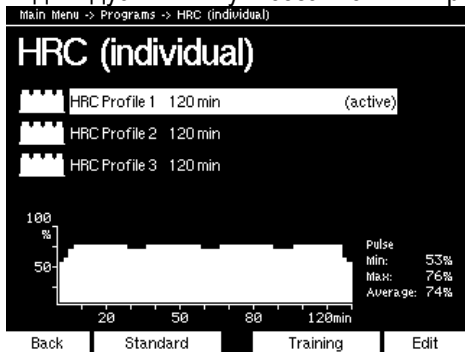 Main Menu -> Programs -> HRC (individual)
HRC (individual)
HRC Profile 1 120 min (active)
HRC Profile 2 120 min
HRC Profile 3 120 min
100
%
50
20 50 80 120min
Pulse
Min: 53%
Max: 76%
Average: 74%
Back Standard Training Edit